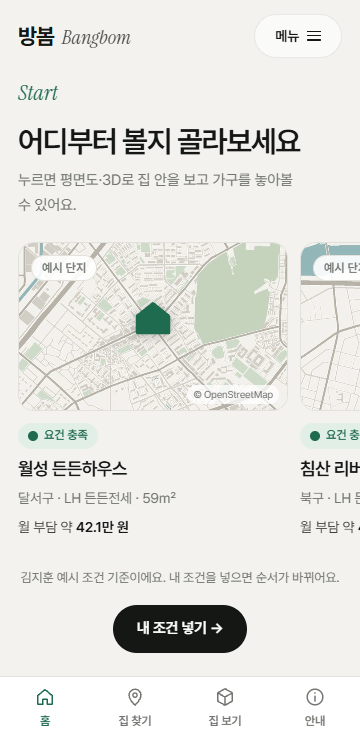 방봄 Bangbom
메뉴
Start
어디부터 볼지 골라보세요
누르면 평면도·3D로 집 안을 보고 가구를 놓아볼
수 있어요.
예시 단지
예시 단지
© OpenStreetMap
요건 충족
요건 충
월성 든든하우스
침산 리버
달서구 · LH 든든전세 · 59m²
북구 · LH 든
월 부담 약 42.1만 원
월 부담 약
김지훈 예시 조건 기준이에요. 내 조건을 넣으면 순서가 바뀌어요.
내 조건 넣기 →
홈
집 찾기
집 보기
안내